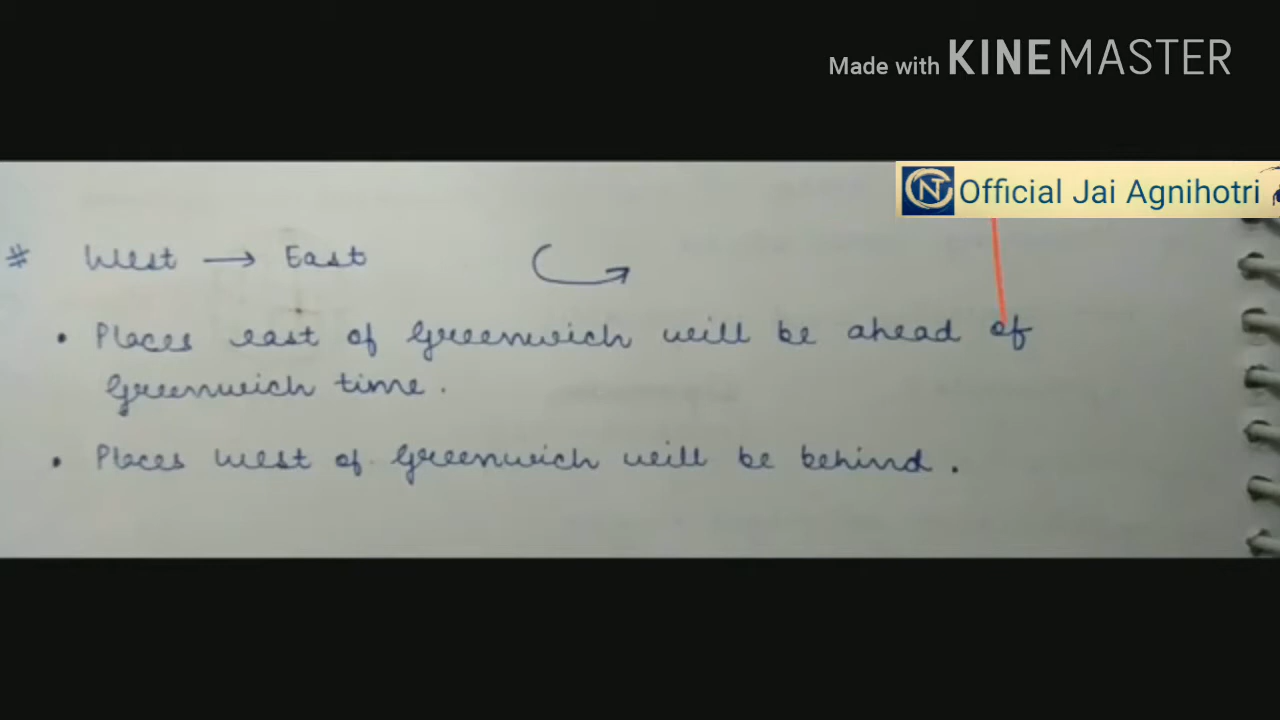 Made with KINEMASTER
Official Jai Agnihotri
* West → East
• Places east of Greenwich will be ahead of
Greenwich time.
• Places west of Greenwich will be behind.